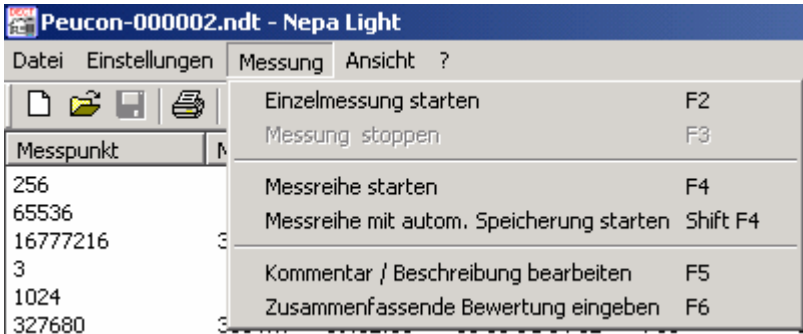 Peucon-000002.ndt - Nepa Light
Datei Einstellungen Messung Ansicht ?
Einzelmessung starten F2
Messung stoppen F3
Messreihe starten F4
Messreihe mit autom. Speicherung starten Shift F4
Kommentar / Beschreibung bearbeiten F5
Zusammenfassende Bewertung eingeben F6
Messpunkt
256
65536
16777216
3
1024
327680